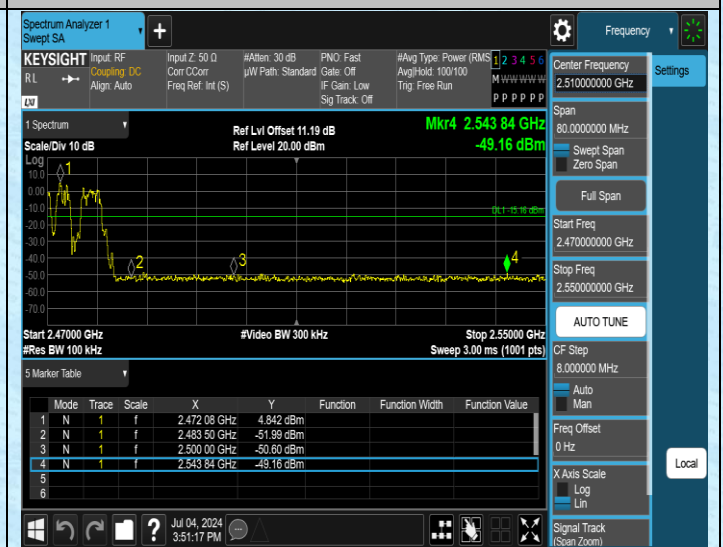 Spectrum Analyzer 1
Swept SA
+
Frequency
KEYSIGHT
RL
LXI
Input: RF
Coupling: DC
Align: Auto
Input Z: 50 Ω
Corr CCorr
Freq Ref: Int (S)
#Atten: 30 dB
µW Path: Standard
PNO: Fast
Gate: Off
IF Gain: Low
Sig Track: Off
#Avg Type: Power (RMS
Avg|Hold: 100/100
Trig: Free Run
1 2 3 4 5 6
M W W W W W
P P P P P P
1 Spectrum
Scale/Div 10 dB
Ref Lvl Offset 11.19 dB
Ref Level 20.00 dBm
Mkr4 2.543 84 GHz
-49.16 dBm
Log
10.0
0.00
-10.0
-20.0
-30.0
-40.0
-50.0
-60.0
-70.0
1
2
3
4
DL1 -15.16 dBm
Start 2.47000 GHz
#Res BW 100 kHz
#Video BW 300 kHz
Stop 2.55000 GHz
Sweep 3.00 ms (1001 pts)
5 Marker Table
Mode Trace Scale X Y Function Function Width Function Value
1 N 1 f 2.472 08 GHz 4.842 dBm
2 N 1 f 2.483 50 GHz -51.99 dBm
3 N 1 f 2.500 00 GHz -50.60 dBm
4 N 1 f 2.543 84 GHz -49.16 dBm
5
6
?
Jul 04, 2024
3:51:17 PM
Center Frequency
2.510000000 GHz
Settings
Span
80.0000000 MHz
Swept Span
Zero Span
Full Span
Start Freq
2.470000000 GHz
Stop Freq
2.550000000 GHz
AUTO TUNE
CF Step
8.000000 MHz
Auto
Man
Freq Offset
0 Hz
X Axis Scale
Log
Lin
Local
Signal Track
(Span Zoom)